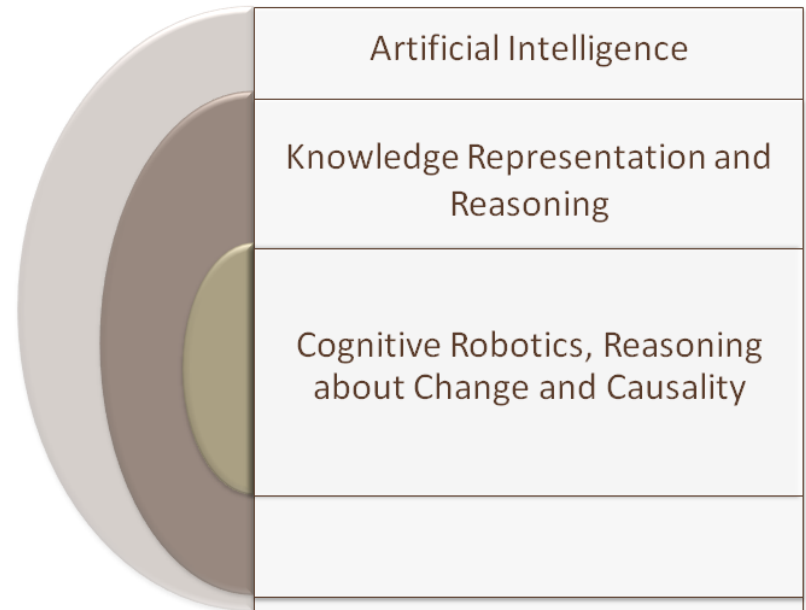 Artificial Intelligence
Knowledge Representation and
Reasoning
Cognitive Robotics, Reasoning
about Change and Causality